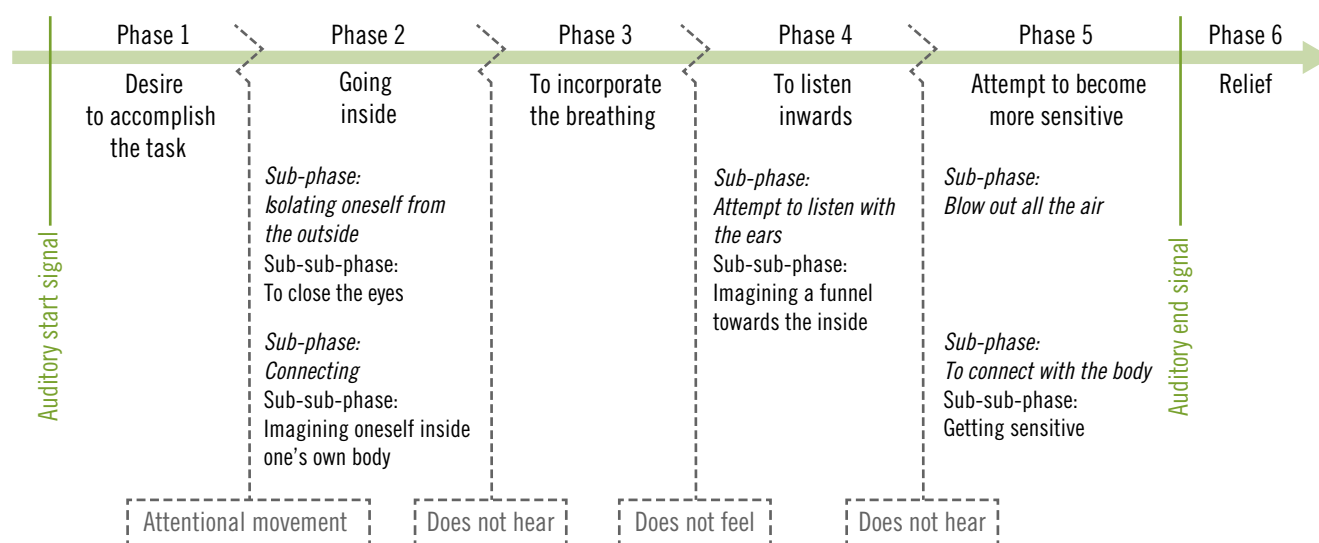 Phase 1
Desire
to accomplish
the task
Phase 2
Going
inside
Sub-phase:
Isolating oneself from
the outside
Sub-sub-phase:
To close the eyes
Sub-phase:
Connecting
Sub-sub-phase:
Imagining oneself inside
one's own body
Phase 3
To incorporate
the breathing
Phase 4
To listen
inwards
Sub-phase:
Attempt to listen with
the ears
Sub-sub-phase:
Imagining a funnel
towards the inside
Phase 5
Attempt to become
more sensitive
Sub-phase:
Blow out all the air
Sub-phase:
To connect with the body
Sub-sub-phase:
Getting sensitive
Phase 6
Relief
Auditory start signal
Auditory end signal
Attentional movement
Does not hear
Does not feel
Does not hear